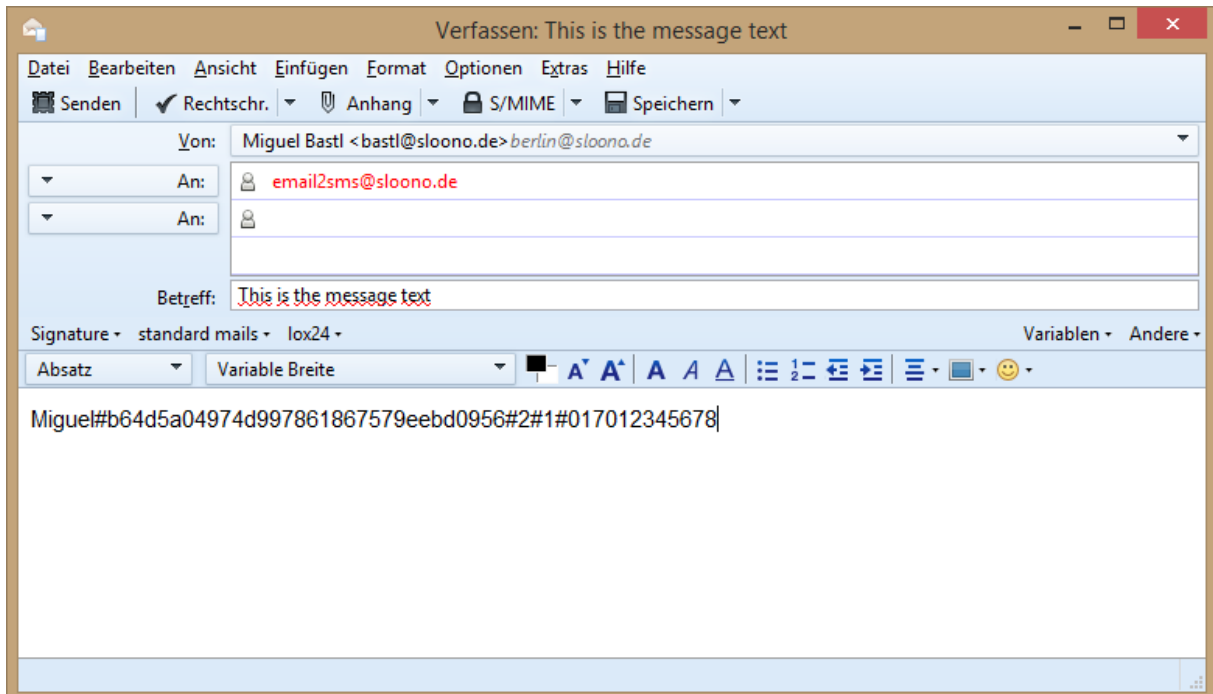 Verfassen: This is the message text
Datei Bearbeiten Ansicht Einfügen Format Optionen Extras Hilfe
Senden Rechtschr. Anhang S/MIME Speichern
Von: Miguel Bastl <bastl@sloono.de> berlin@sloono.de
An: email2sms@sloono.de
An:
Betreff: This is the message text
Signature standard mails lox24 Variablen Andere
Absatz Variable Breite
Miguel#b64d5a04974d997861867579eebd0956#2#1#017012345678